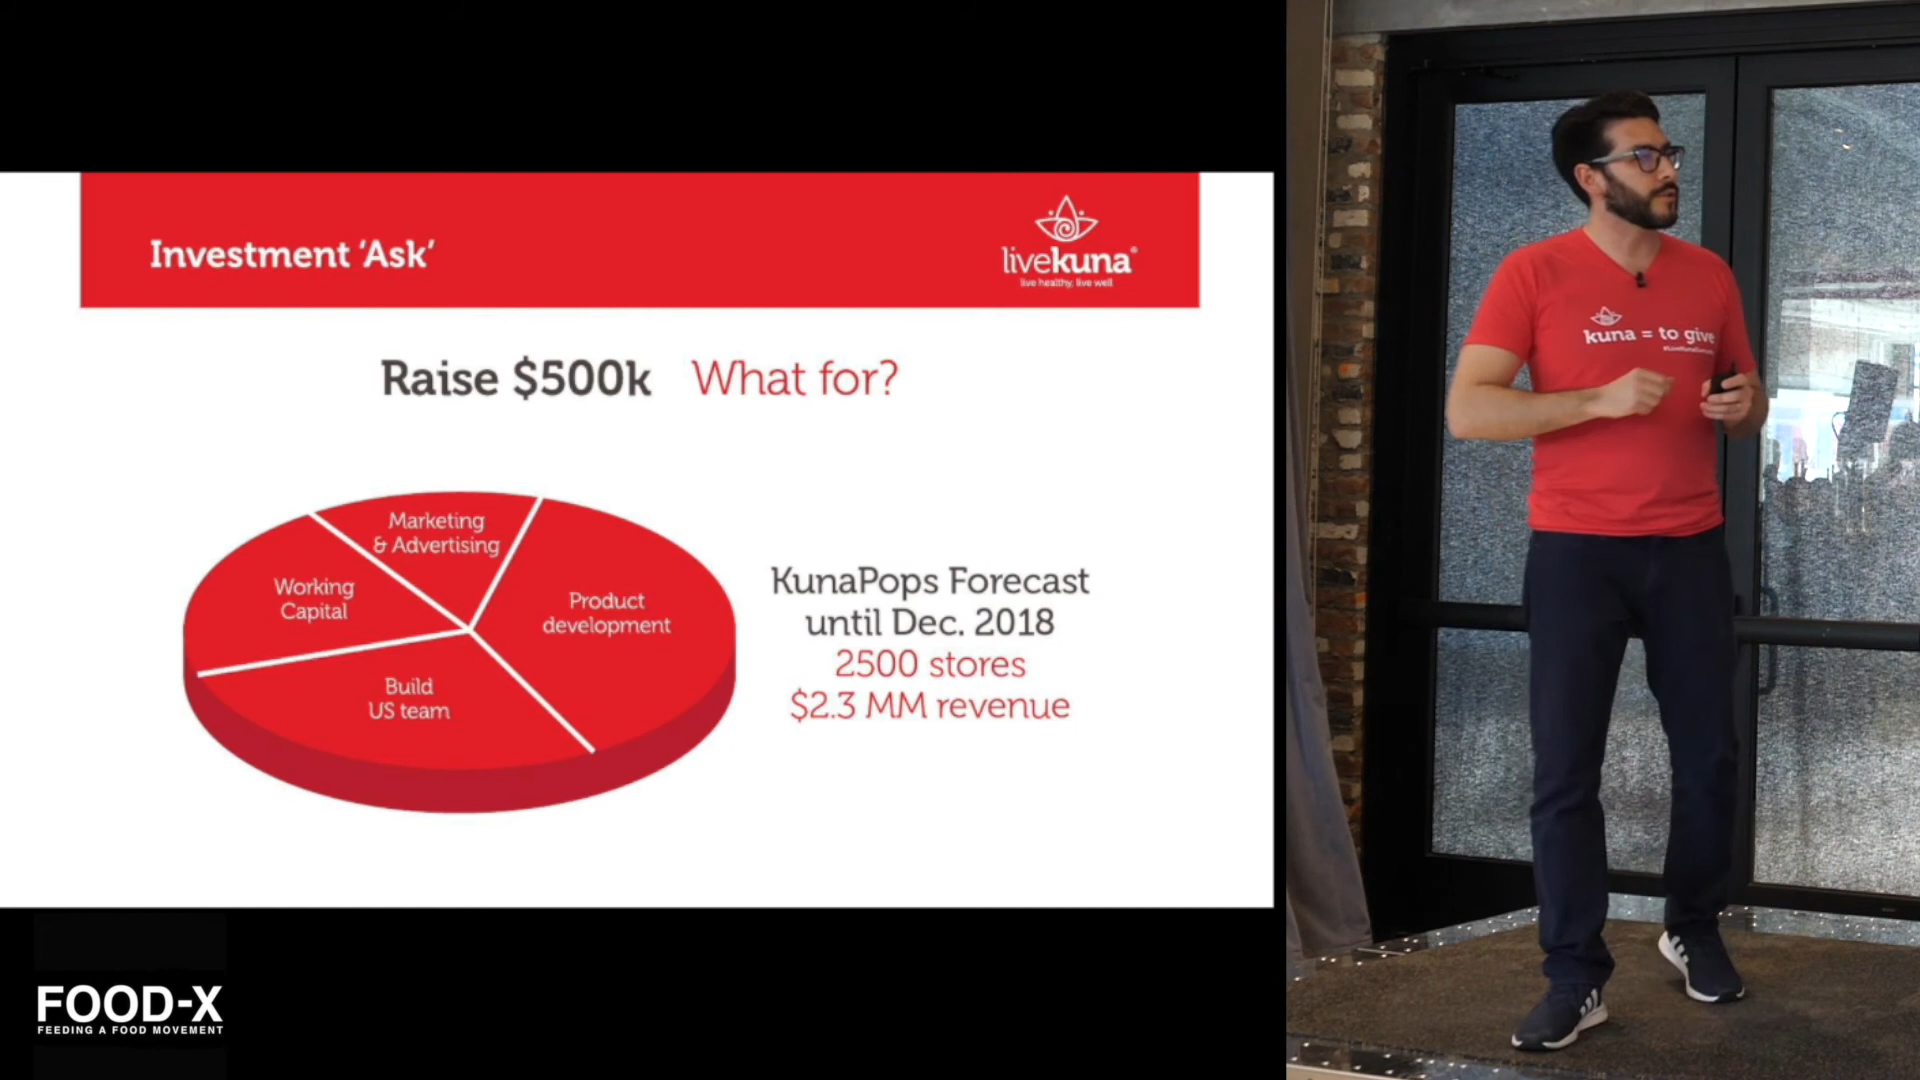 Investment ‘Ask’
livekuna®
live healthy, live well
Raise $500k What for?
Marketing
& Advertising
Working
Capital
Product
development
Build
US team
KunaPops Forecast
until Dec. 2018
2500 stores
$2.3 MM revenue
kuna = to give
FOOD-X
FEEDING A FOOD MOVEMENT